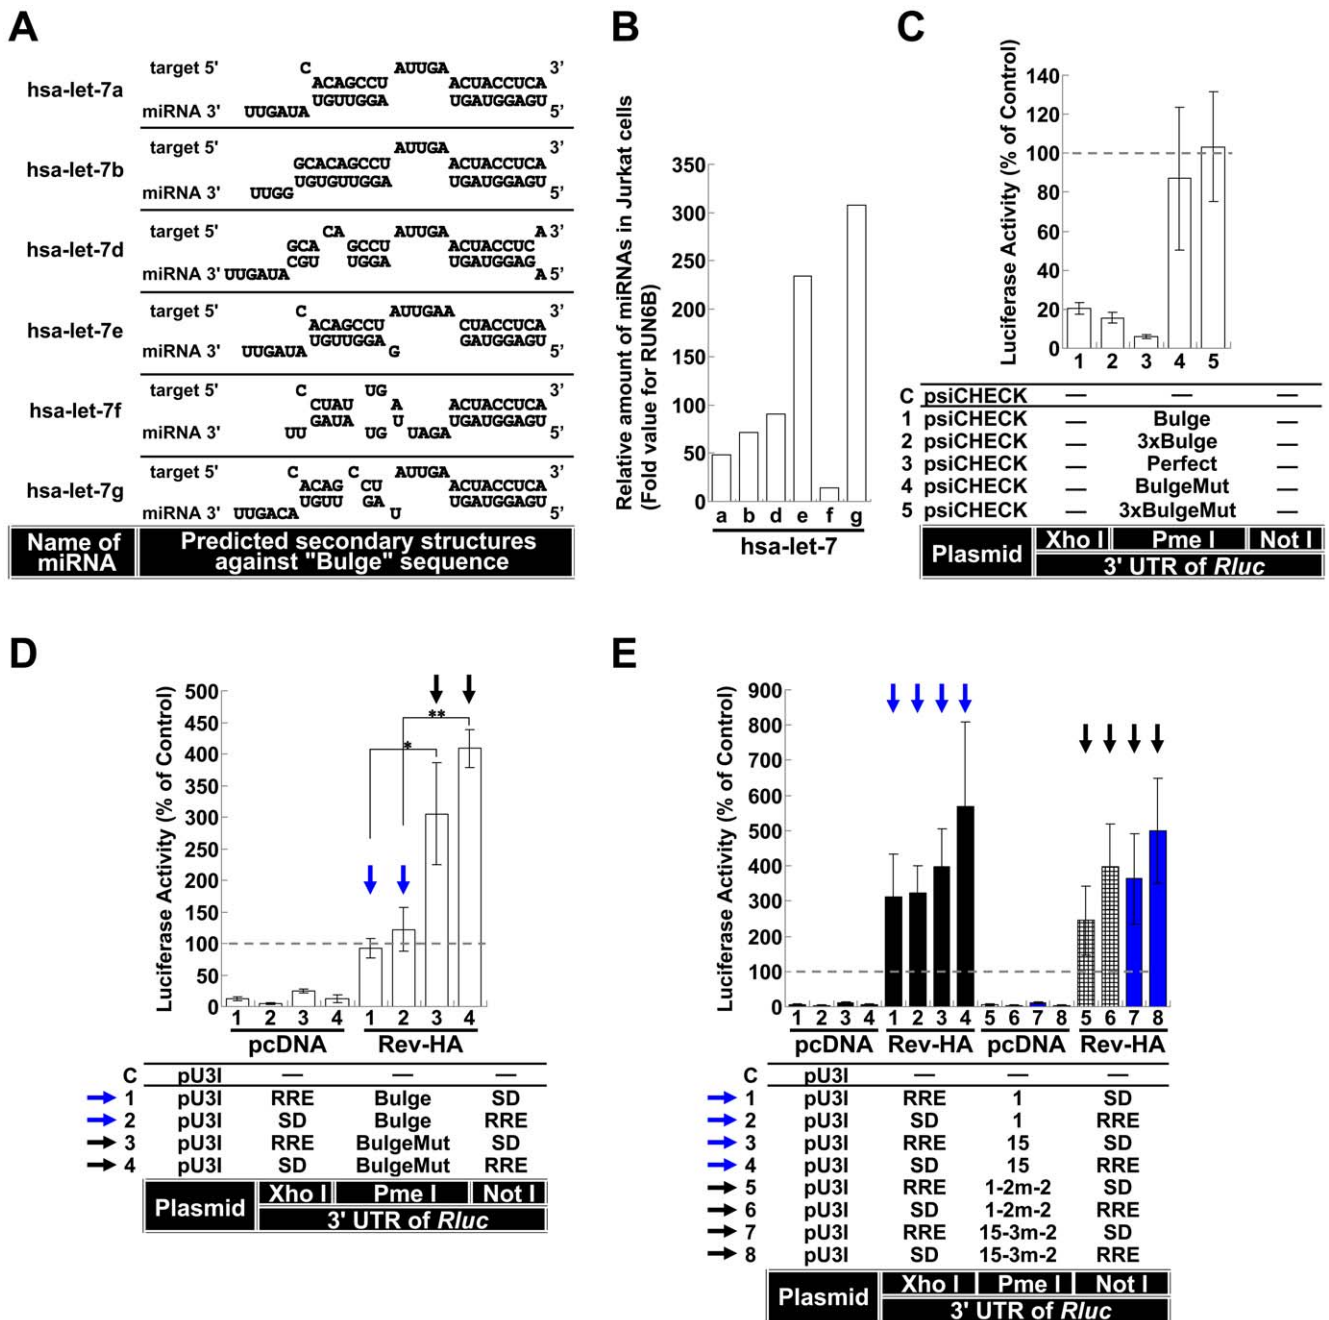 A
hsa-let-7a
target 5' C AUUGA 3'
ACAGCCU ACUACCUCA
UGUUGGA UGAUGGAGU
miRNA 3' UUGAUA 5'
hsa-let-7b
target 5' AUUGA 3'
GCACAGCCU ACUACCUCA
UGUGUUGGA UGAUGGAGU
miRNA 3' UUGG 5'
hsa-let-7d
target 5' CA AUUGA A 3'
GCA GCCU ACUACCUC
CGU UGGA UGAUGGAG
miRNA 3' UUGAUA A 5'
hsa-let-7e
target 5' C AUUGAA 3'
ACAGCCU CUACCUCA
UGUUGGA GAUGGAGU
miRNA 3' UUGAUA G 5'
hsa-let-7f
target 5' C UG 3'
CUAU A ACUACCUCA
GAUA U UGAUGGAGU
miRNA 3' UU UG UAGA 5'
hsa-let-7g
target 5' C C AUUGA 3'
ACAG CU ACUACCUCA
UGUU GA UGAUGGAGU
miRNA 3' UUGACA U 5'
Name of miRNA
Predicted secondary structures against "Bulge" sequence
B
Relative amount of miRNAs in Jurkat cells
(Fold value for RUN6B)
350
300
250
200
150
100
50
0
a b d e f g
hsa-let-7
C
Luciferase Activity (% of Control)
140
120
100
80
60
40
20
0
1 2 3 4 5
C psiCHECK — — —
1 psiCHECK — Bulge —
2 psiCHECK — 3xBulge —
3 psiCHECK — Perfect —
4 psiCHECK — BulgeMut —
5 psiCHECK — 3xBulgeMut —
Plasmid
Xho I Pme I Not I
3' UTR of Rluc
D
Luciferase Activity (% of Control)
500
450
400
350
300
250
200
150
100
50
0
**
*
1 2 3 4 1 2 3 4
pcDNA Rev-HA
C pU3I — — —
1 pU3I RRE Bulge SD
2 pU3I SD Bulge RRE
3 pU3I RRE BulgeMut SD
4 pU3I SD BulgeMut RRE
Plasmid
Xho I Pme I Not I
3' UTR of Rluc
E
Luciferase Activity (% of Control)
900
800
700
600
500
400
300
200
100
0
1 2 3 4 1 2 3 4 5 6 7 8 5 6 7 8
pcDNA Rev-HA pcDNA Rev-HA
C pU3I — — —
1 pU3I RRE 1 SD
2 pU3I SD 1 RRE
3 pU3I RRE 15 SD
4 pU3I SD 15 RRE
5 pU3I RRE 1-2m-2 SD
6 pU3I SD 1-2m-2 RRE
7 pU3I RRE 15-3m-2 SD
8 pU3I SD 15-3m-2 RRE
Plasmid
Xho I Pme I Not I
3' UTR of Rluc